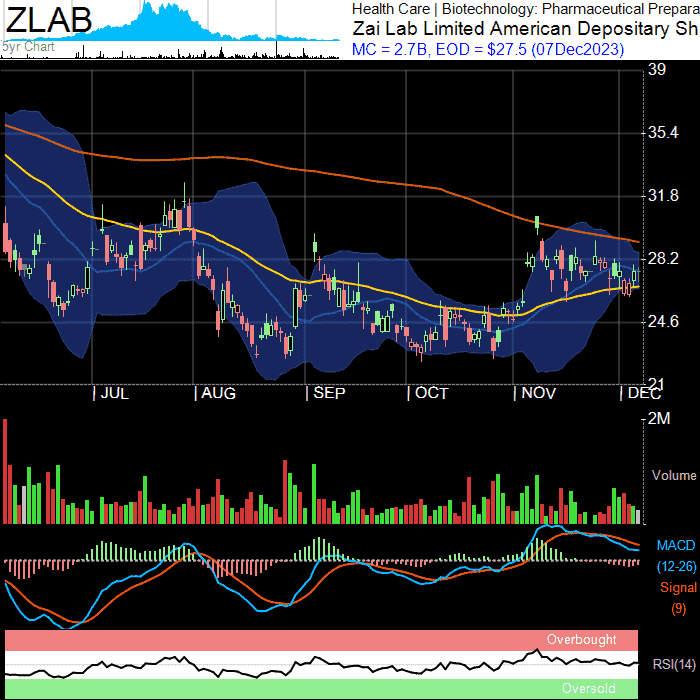 ZLAB
5yr Chart
Health Care | Biotechnology: Pharmaceutical Prepara
Zai Lab Limited American Depositary Sh
MC = 2.7B, EOD = $27.5 (07Dec2023)
39
35.4
31.8
28.2
24.6
21
| JUL | AUG | SEP | OCT | NOV | DEC
2M
Volume
MACD
(12-26)
Signal
(9)
Overbought
RSI(14)
Oversold